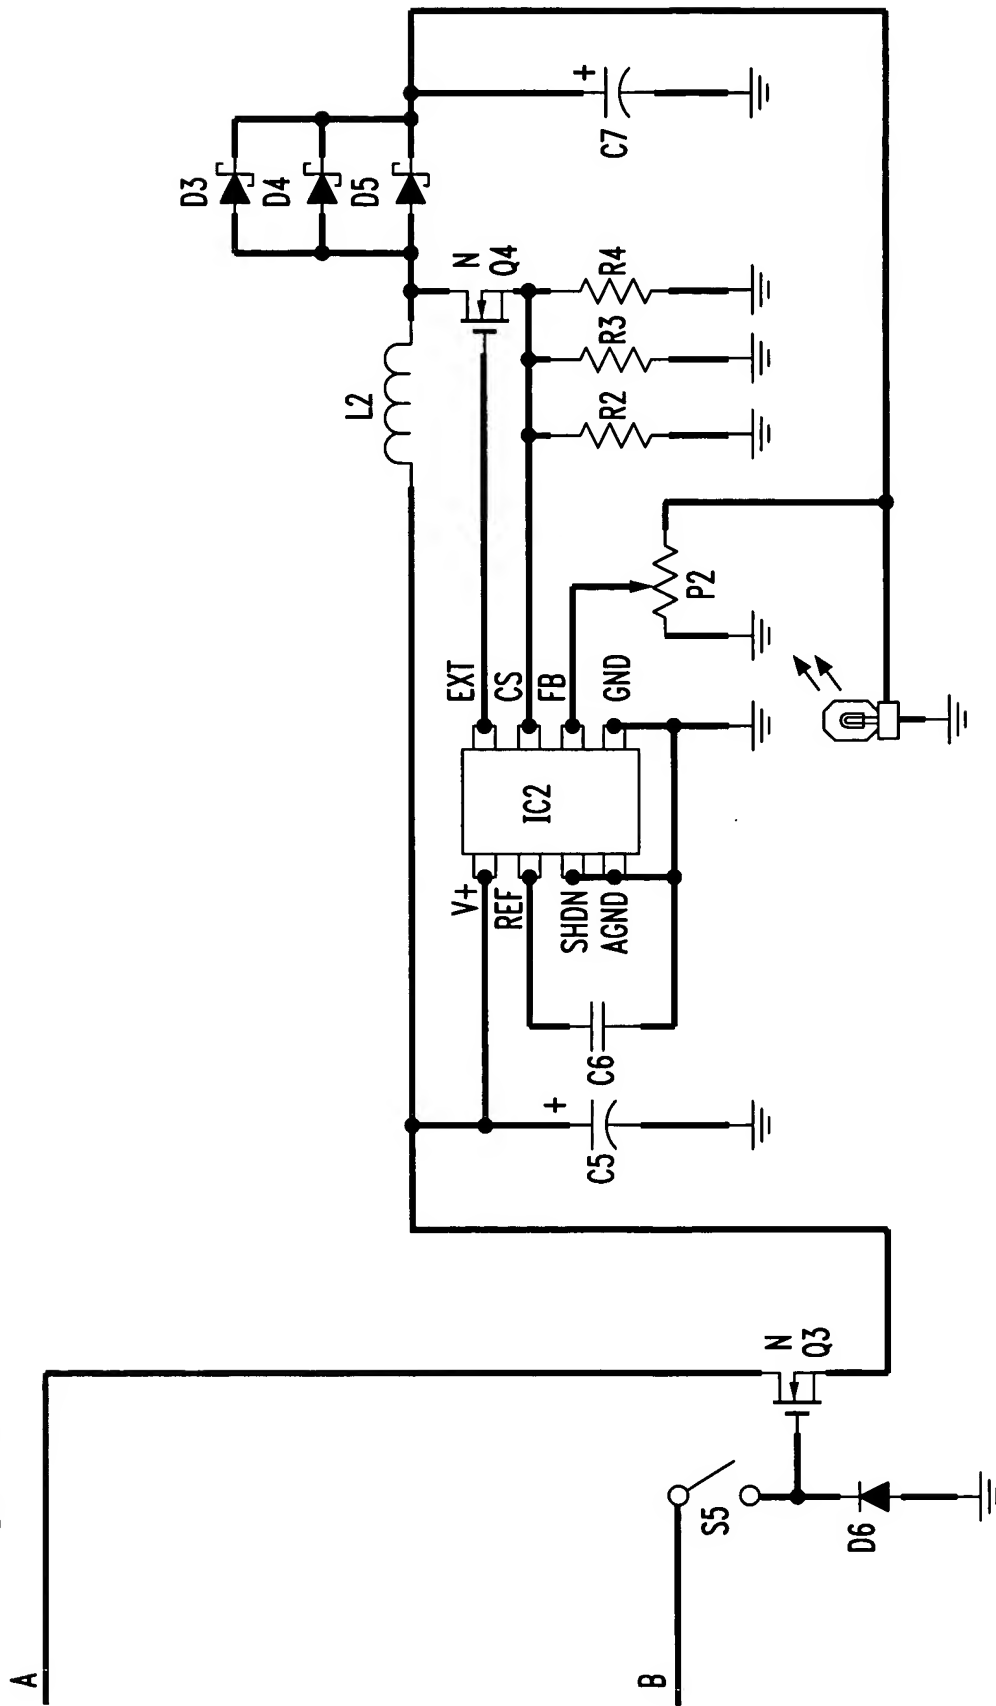 A
B
S5
D6
N
Q3
C5
+
C6
V+
REF
SHDN
AGND
IC2
EXT
CS
FB
GND
P2
L2
R2
R3
R4
N
Q4
D3
D4
D5
+
C7